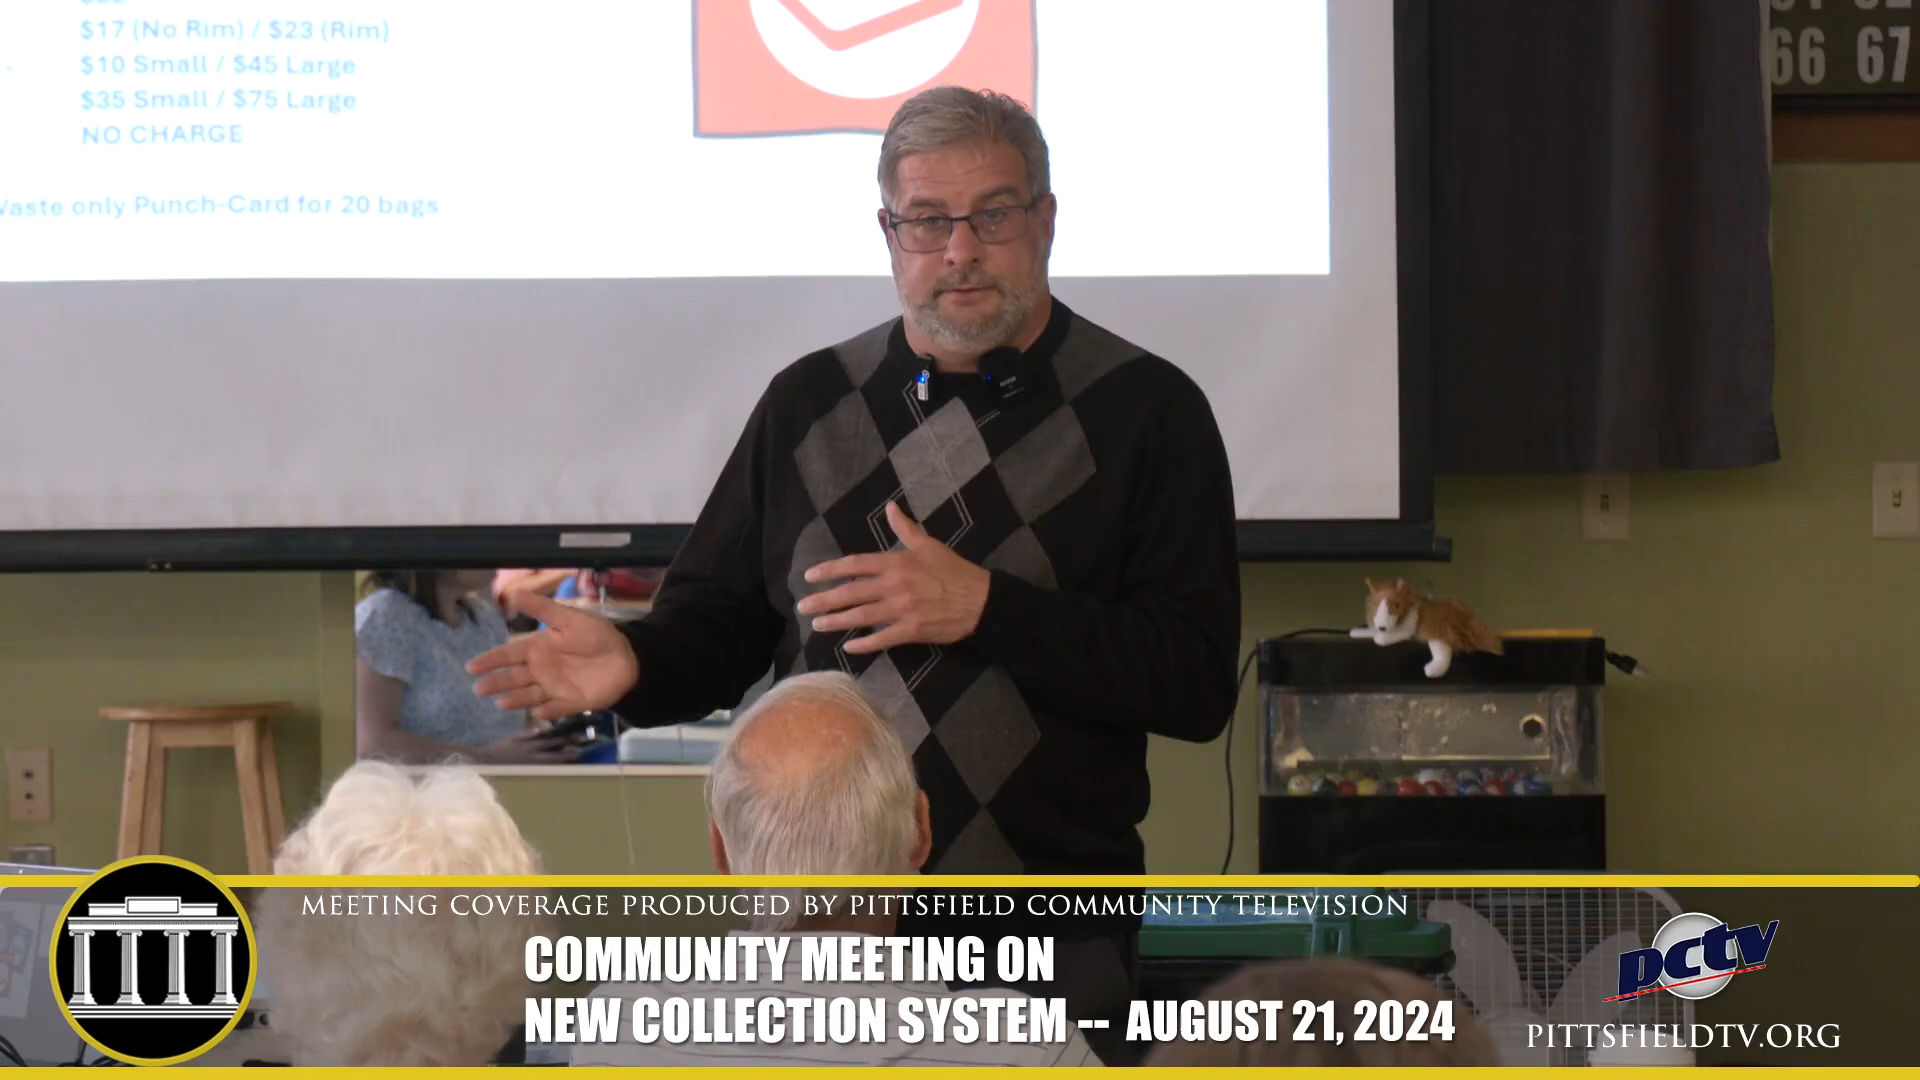 $17 (No Rim) / $23 (Rim)
$10 Small / $45 Large
$35 Small / $75 Large
NO CHARGE
Waste only Punch-Card for 20 bags
66 67
MEETING COVERAGE PRODUCED BY PITTSFIELD COMMUNITY TELEVISION
COMMUNITY MEETING ON
NEW COLLECTION SYSTEM -- AUGUST 21, 2024
pctv
PITTSFIELDTV.ORG